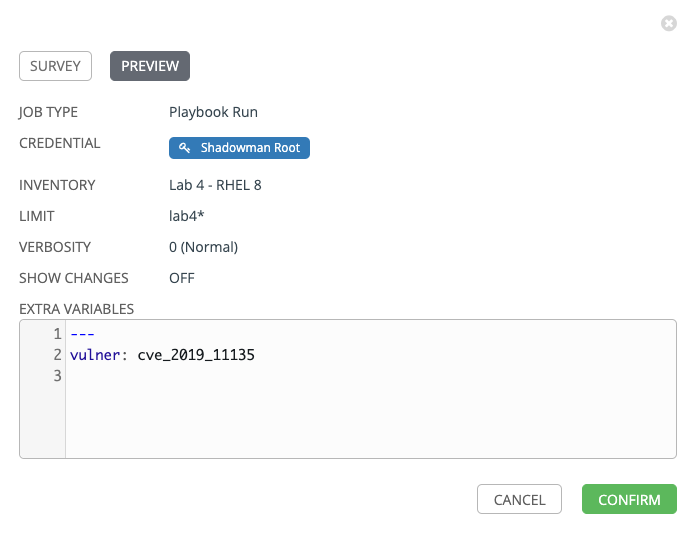 SURVEY PREVIEW
JOB TYPE Playbook Run
CREDENTIAL Shadowman Root
INVENTORY Lab 4 - RHEL 8
LIMIT lab4*
VERBOSITY 0 (Normal)
SHOW CHANGES OFF
EXTRA VARIABLES
1 ---
2 vulner: cve_2019_11135
3
CANCEL CONFIRM